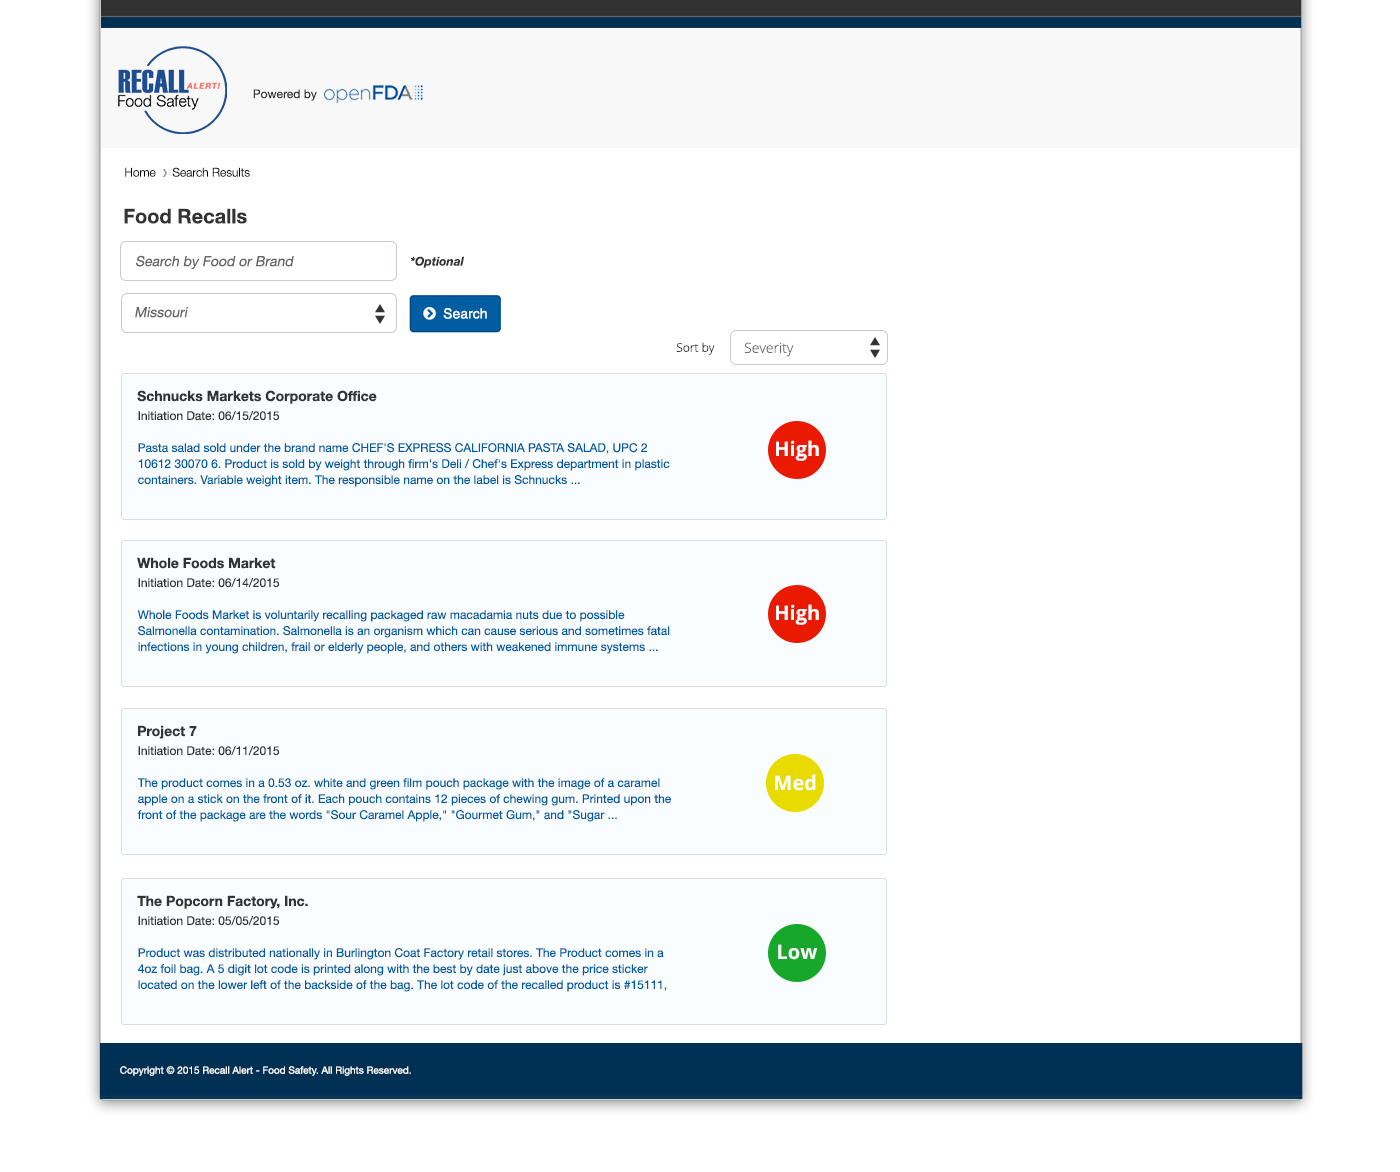 RECALL ALERT!
Food Safety
Powered by openFDA
Home › Search Results
Food Recalls
Search by Food or Brand
*Optional
Missouri
Search
Sort by
Severity
Schnucks Markets Corporate Office
Initiation Date: 06/15/2015
Pasta salad sold under the brand name CHEF'S EXPRESS CALIFORNIA PASTA SALAD, UPC 2
10612 30070 6. Product is sold by weight through firm's Deli / Chef's Express department in plastic
containers. Variable weight item. The responsible name on the label is Schnucks ...
High
Whole Foods Market
Initiation Date: 06/14/2015
Whole Foods Market is voluntarily recalling packaged raw macadamia nuts due to possible
Salmonella contamination. Salmonella is an organism which can cause serious and sometimes fatal
infections in young children, frail or elderly people, and others with weakened immune systems ...
High
Project 7
Initiation Date: 06/11/2015
The product comes in a 0.53 oz. white and green film pouch package with the image of a caramel
apple on a stick on the front of it. Each pouch contains 12 pieces of chewing gum. Printed upon the
front of the package are the words "Sour Caramel Apple," "Gourmet Gum," and "Sugar ...
Med
The Popcorn Factory, Inc.
Initiation Date: 05/05/2015
Product was distributed nationally in Burlington Coat Factory retail stores. The Product comes in a
4oz foil bag. A 5 digit lot code is printed along with the best by date just above the price sticker
located on the lower left of the backside of the bag. The lot code of the recalled product is #15111,
Low
Copyright © 2015 Recall Alert - Food Safety. All Rights Reserved.